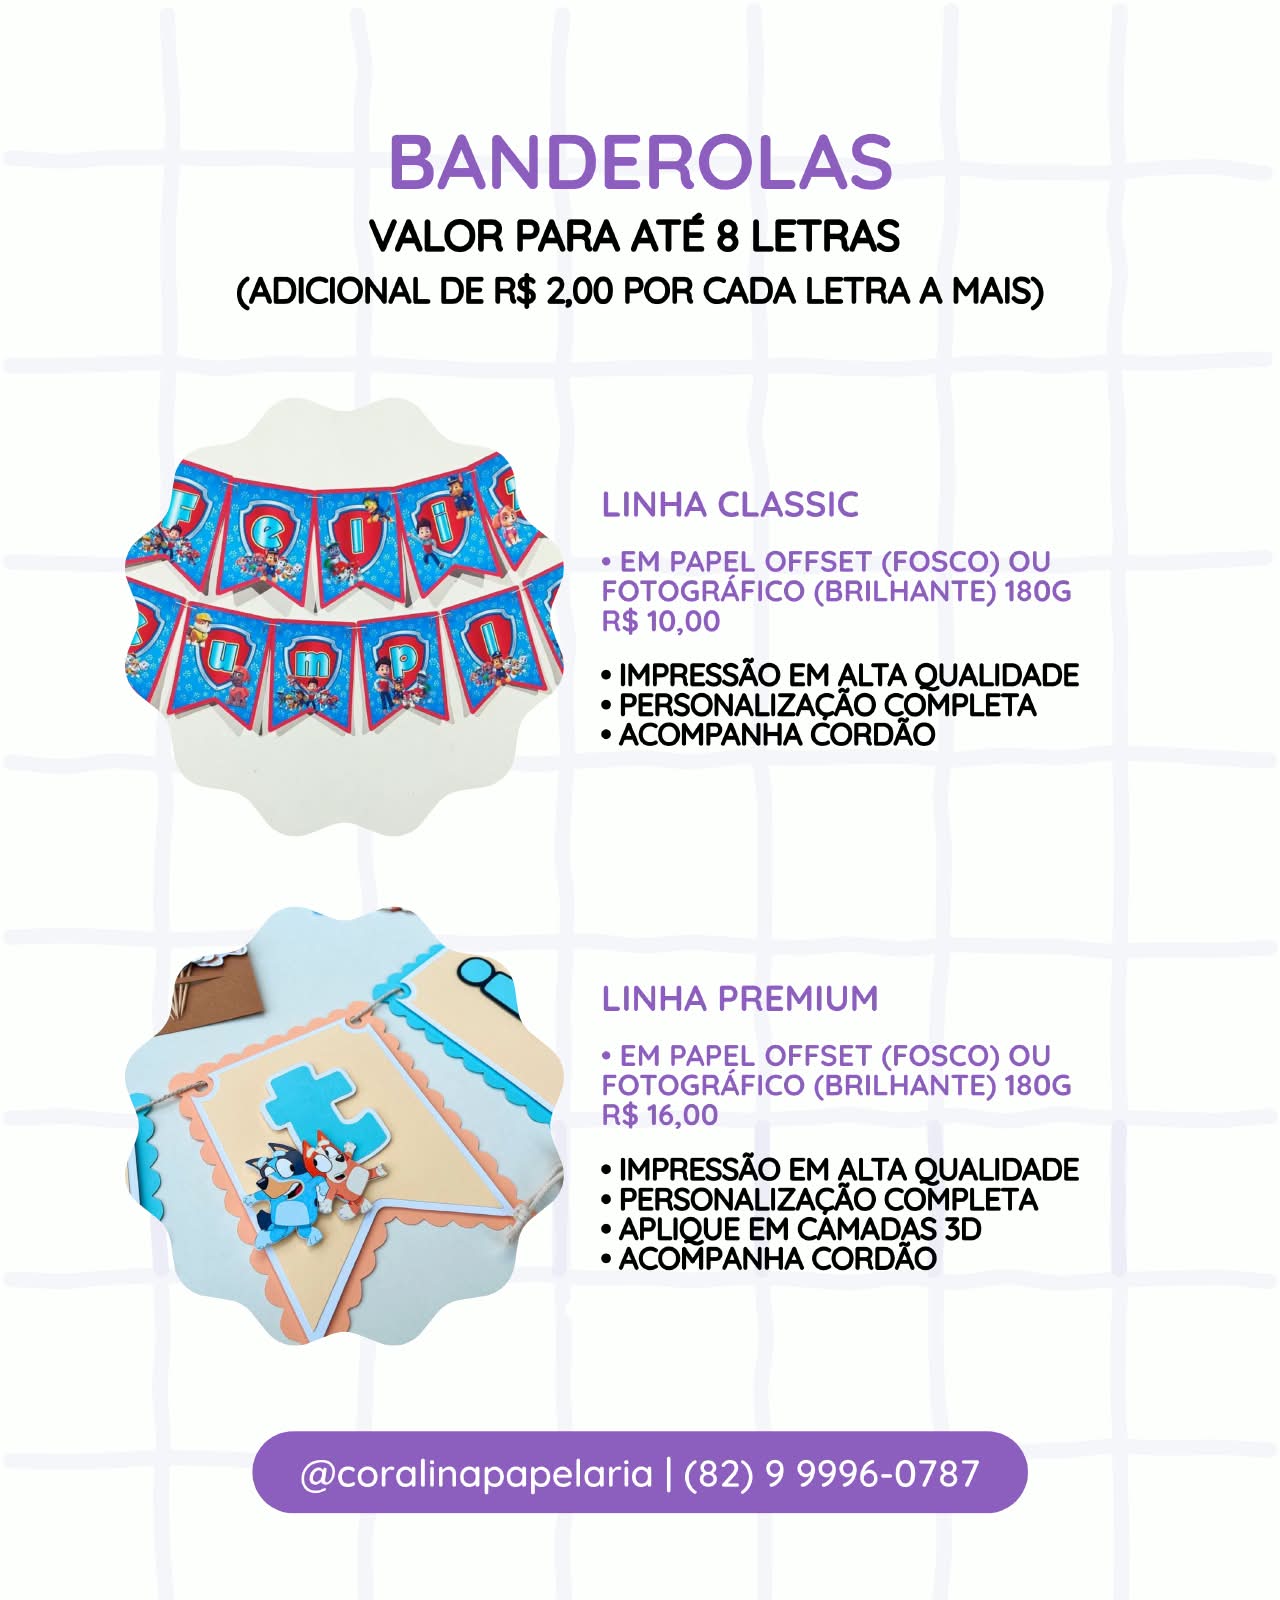 BANDEROLAS
VALOR PARA ATÉ 8 LETRAS
(ADICIONAL DE R$ 2,00 POR CADA LETRA A MAIS)
F e l i
u m p l
LINHA CLASSIC
• EM PAPEL OFFSET (FOSCO) OU
FOTOGRÁFICO (BRILHANTE) 180G
R$ 10,00
• IMPRESSÃO EM ALTA QUALIDADE
• PERSONALIZAÇÃO COMPLETA
• ACOMPANHA CORDÃO
t
LINHA PREMIUM
• EM PAPEL OFFSET (FOSCO) OU
FOTOGRÁFICO (BRILHANTE) 180G
R$ 16,00
• IMPRESSÃO EM ALTA QUALIDADE
• PERSONALIZAÇÃO COMPLETA
• APLIQUE EM CAMADAS 3D
• ACOMPANHA CORDÃO
@coralinapapelaria | (82) 9 9996-0787